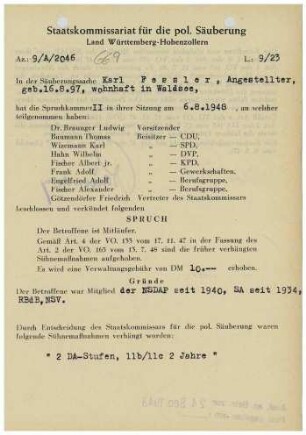 Staatskommissariat für die pol. Säuberung
Land Württemberg-Hohenzollern
Az.: 9/A/2046 669 L.: 9/23
In der Säuberungssache Karl Fessler, Angestellter,
geb.16.8.97, wohnhaft in Waldsee,
hat die Spruchkammer II in ihrer Sitzung am 6.8.1948 , an welcher
teilgenommen haben:
Dr. Braunger Ludwig Vorsitzender
Baumann Thomas Beisitzer — CDU,
Wizemann Karl „ — SPD,
Huhn Wilhelm „ — DVP,
Fischer Albert jr. „ — KPD,
Frank Adolf „ — Gewerkschaften,
Engelfried Adolf „ — Berufsgruppe,
Fischer Alexander „ — Berufsgruppe,
Götzendörfer Friedrich Vertreter des Staatskommissars
beschlossen und verkündet folgenden
SPRUCH
Der Betroffene ist Mitläufer.
Gemäß Art. 4 der VO. 133 vom 17. 11. 47 in der Fassung des
Art. 2 der VO. 165 vom 13. 7. 48 sind die früher verhängten
Sühnemaßnahmen aufgehoben.
Es wird eine Verwaltungsgebühr von DM 10.-- erhoben.
Gründe
Der Betroffene war Mitglied der NSDAP seit 1940, SA seit 1934,
RBdB,NSV.
Durch Entscheidung des Staatskommissars für die pol. Säuberung waren
folgende Sühnemaßnahmen verhängt worden:
" 2 DA-Stufen, 11b/11c 2 Jahre "